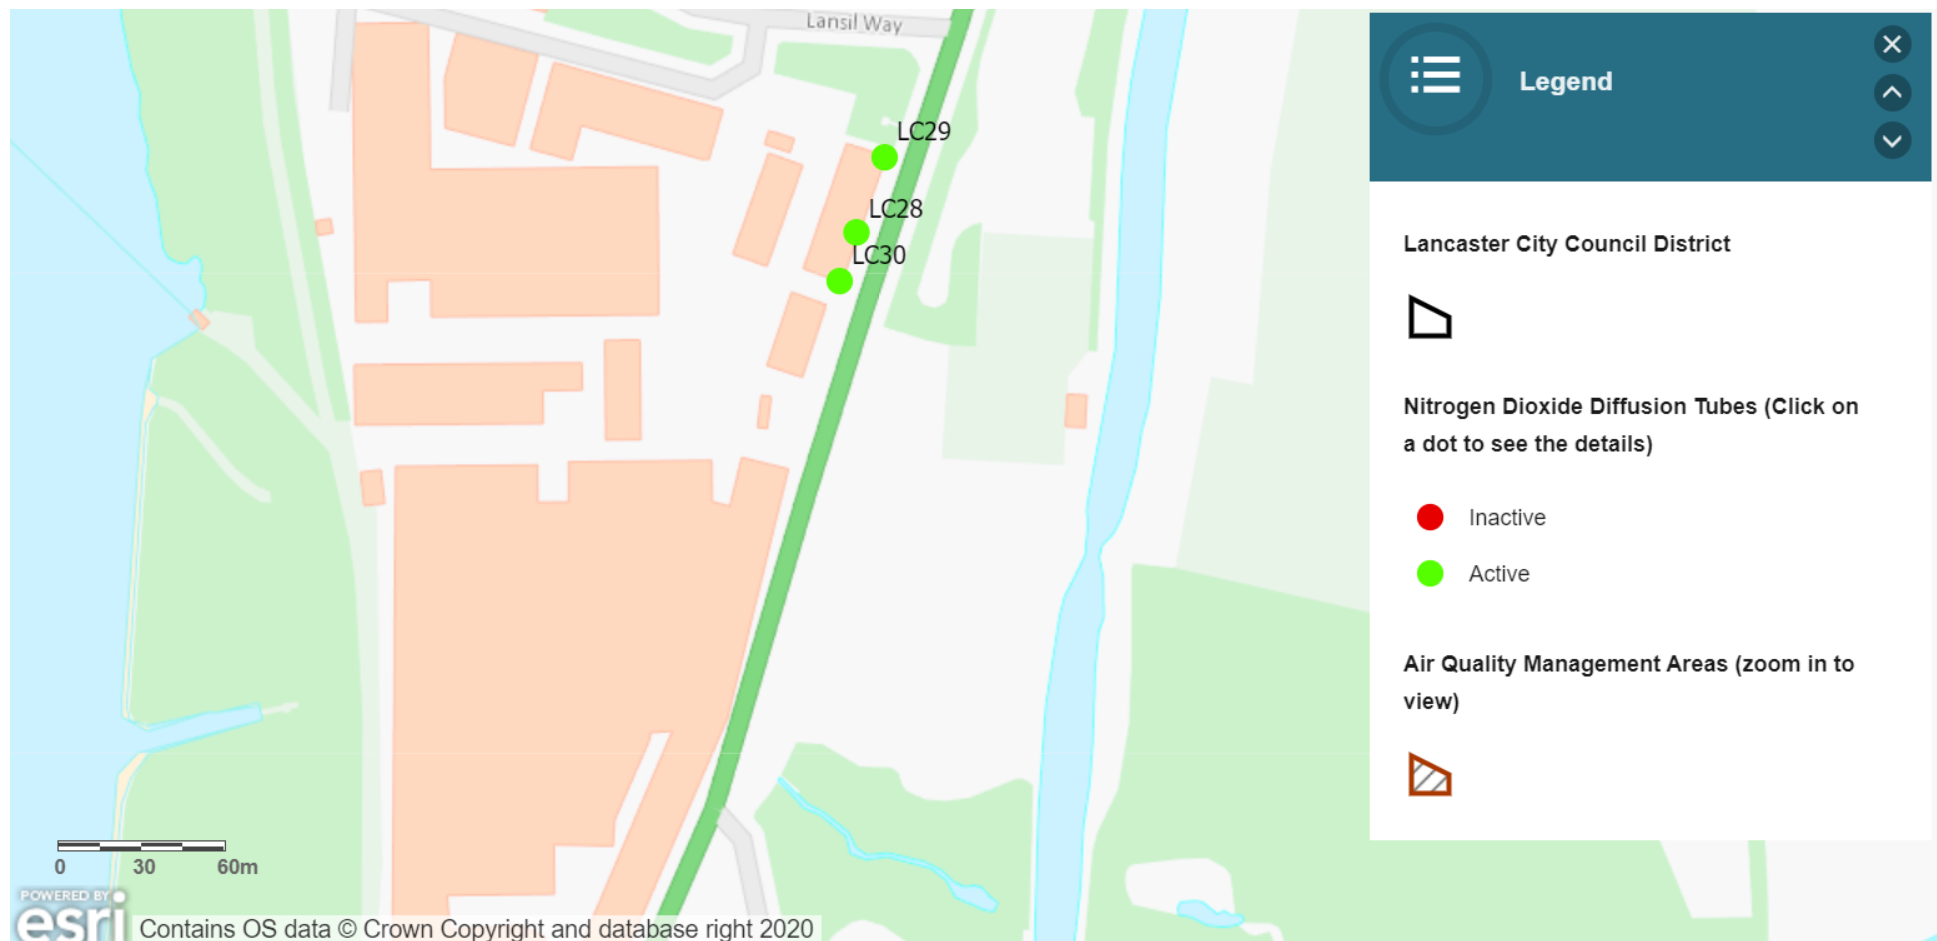 Lansil Way
LC29
LC28
LC30
Legend
Lancaster City Council District
Nitrogen Dioxide Diffusion Tubes (Click on
a dot to see the details)
Inactive
Active
Air Quality Management Areas (zoom in to
view)
0 30 60m
POWERED BY
esri
Contains OS data © Crown Copyright and database right 2020